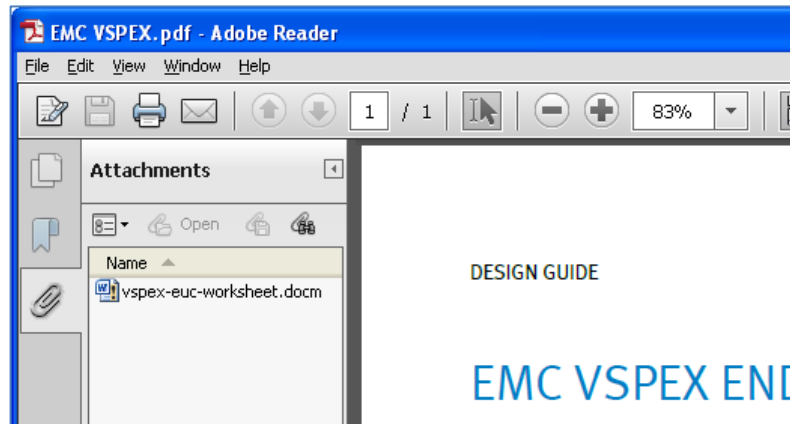 EMC VSPEX.pdf - Adobe Reader
File Edit View Window Help
1 / 1 83%
Attachments
Open
Name
vspex-euc-worksheet.docm
DESIGN GUIDE
EMC VSPEX END